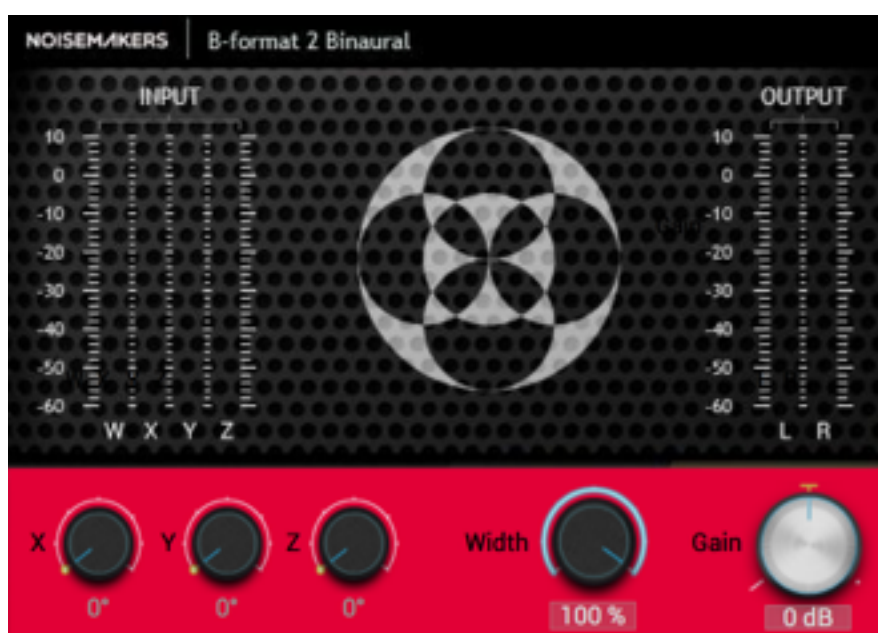 NOISEMAKERS B-format 2 Binaural
INPUT
OUTPUT
10
0
-10
-20
-30
-40
-50
-60
W X Y Z
10
0
-10
-20
-30
-40
-50
-60
L R
X Y Z Width Gain
0° 0° 0° 100 % 0 dB